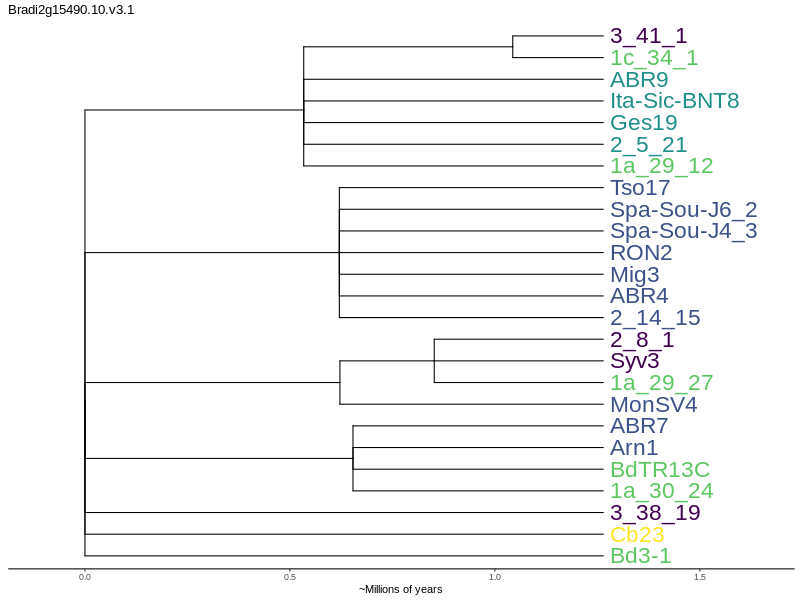 Bradi2g15490.10.v3.1
3_41_1
1c_34_1
ABR9
Ita-Sic-BNT8
Ges19
2_5_21
1a_29_12
Tso17
Spa-Sou-J6_2
Spa-Sou-J4_3
RON2
Mig3
ABR4
2_14_15
2_8_1
Syv3
1a_29_27
MonSV4
ABR7
Arn1
BdTR13C
1a_30_24
3_38_19
Cb23
Bd3-1
0.0 0.5 1.0 1.5
~Millions of years